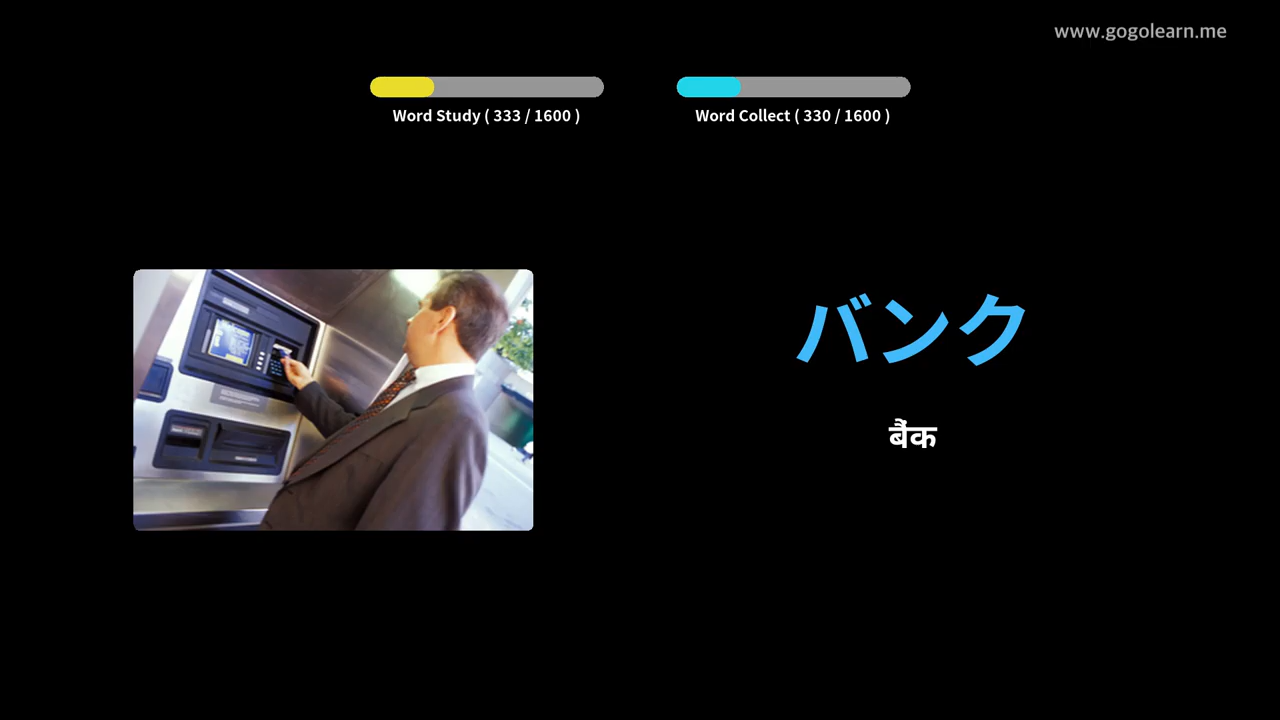 www.gogolearn.me
Word Study ( 333 / 1600 )
Word Collect ( 330 / 1600 )
バンク
बैंक